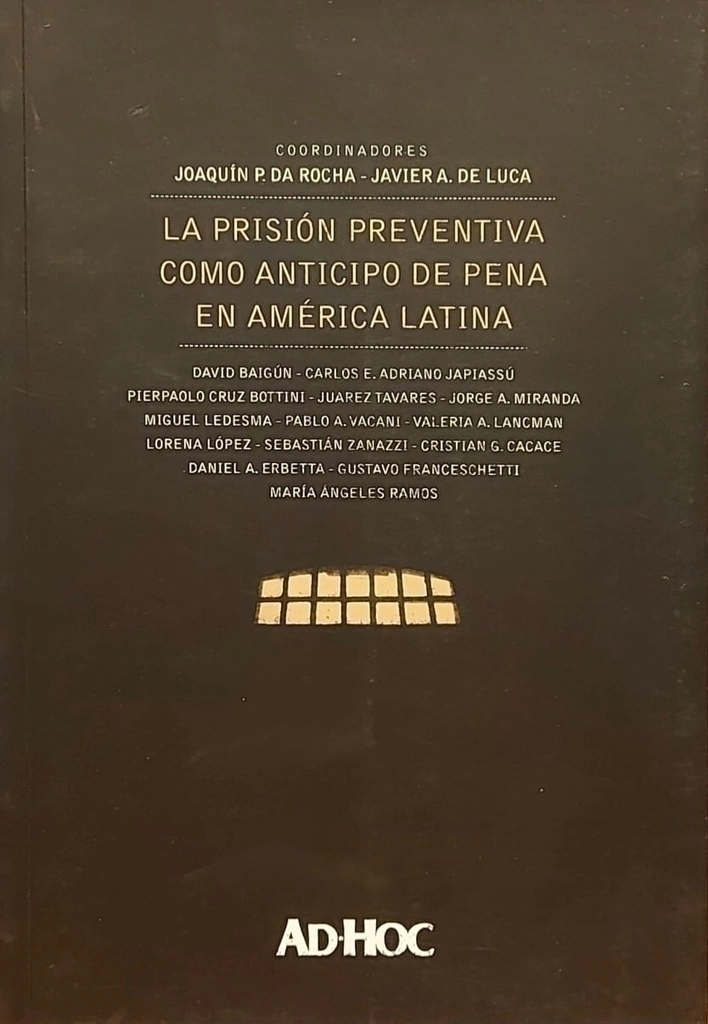 COORDINADORES
JOAQUÍN P. DA ROCHA - JAVIER A. DE LUCA
LA PRISIÓN PREVENTIVA
COMO ANTICIPO DE PENA
EN AMÉRICA LATINA
DAVID BAIGÚN - CARLOS E. ADRIANO JAPIASSÚ
PIERPAOLO CRUZ BOTTINI - JUAREZ TAVARES - JORGE A. MIRANDA
MIGUEL LEDESMA - PABLO A. VACANI - VALERIA A. LANCMAN
LORENA LÓPEZ - SEBASTIÁN ZANAZZI - CRISTIAN G. CACACE
DANIEL A. ERBETTA - GUSTAVO FRANCESCHETTI
MARÍA ÁNGELES RAMOS
AD·HOC